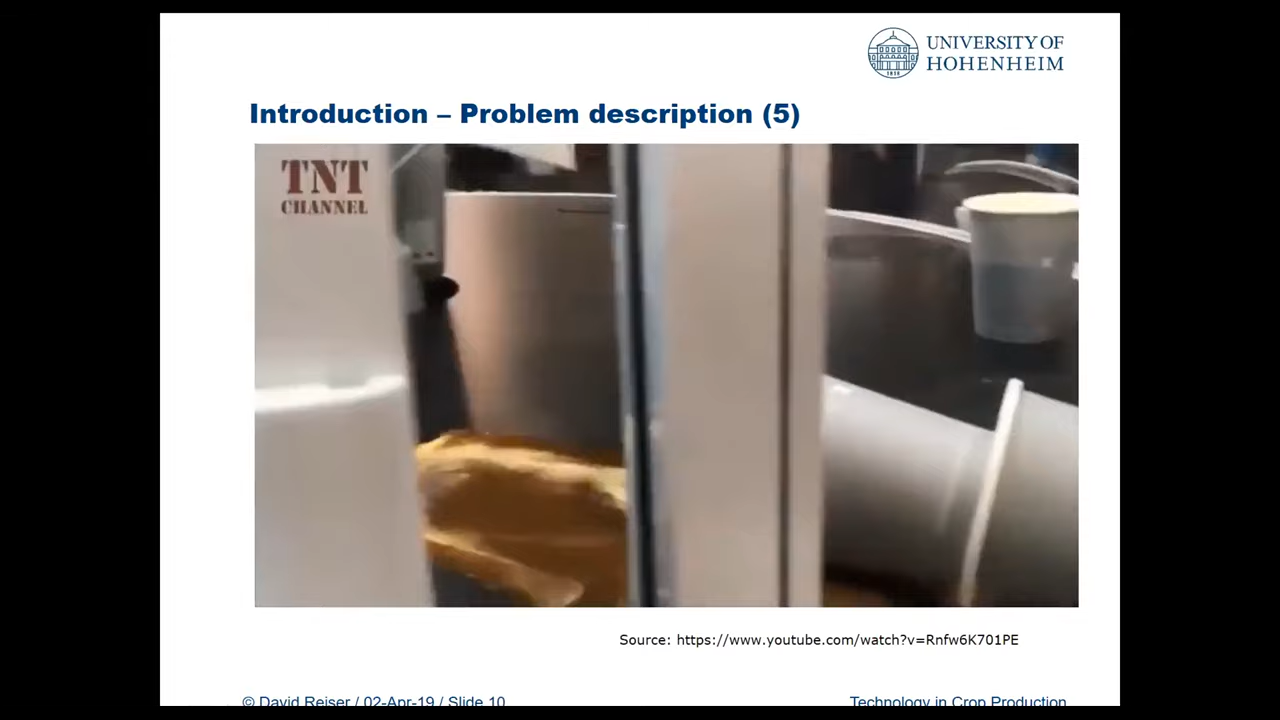 UNIVERSITY OF
HOHENHEIM
1818
Introduction – Problem description (5)
TNT
CHANNEL
Source: https://www.youtube.com/watch?v=Rnfw6K701PE
© David Reiser / 02-Apr-19 / Slide 10
Technology in Crop Production